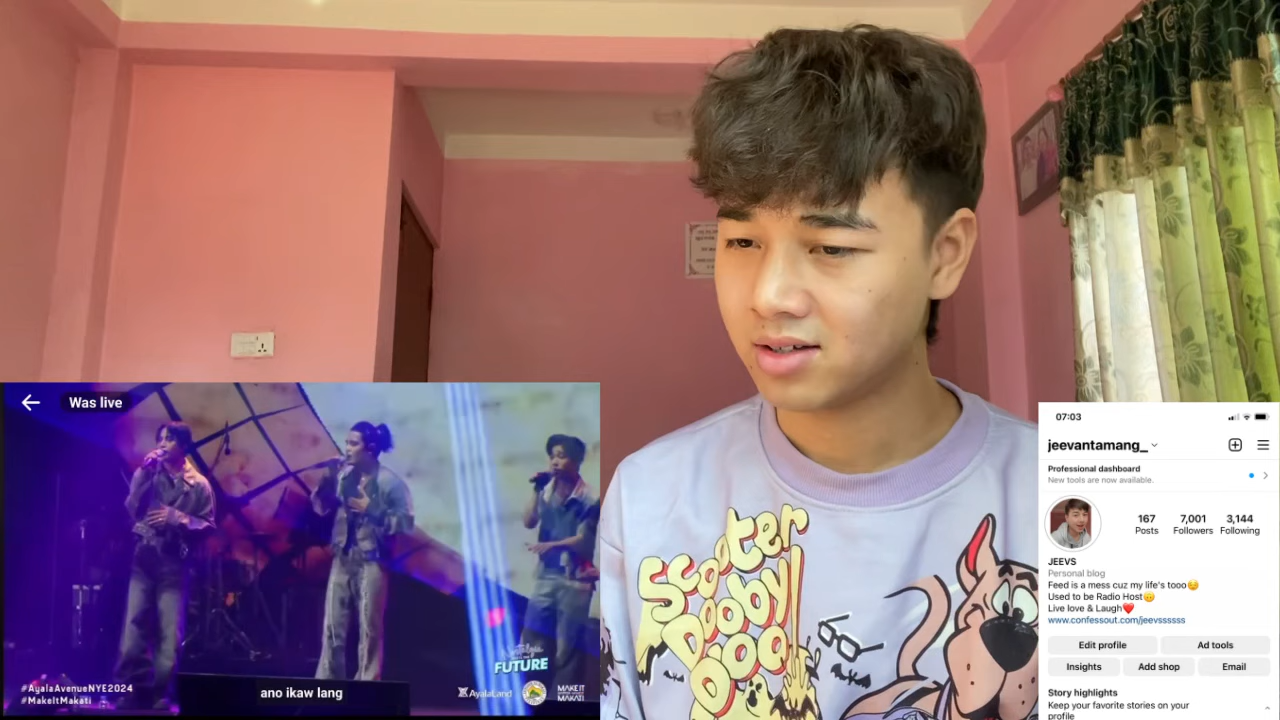 Was live
#AyalaAvenueNYE2024
#MakeItMakati
ano ikaw lang
FUTURE
AyalaLand
MAKE IT
MAKATI
SCOOTER
DOOBY
DOO
07:03
jeevantamang_
Professional dashboard
New tools are now available.
167
Posts
7,001
Followers
3,144
Following
JEEVS
Personal blog
Feed is a mess cuz my life's tooo😔
Used to be Radio Host🙂
Live love & Laugh❤️
www.confessout.com/jeevssssss
Edit profile
Ad tools
Insights
Add shop
Email
Story highlights
Keep your favorite stories on your
profile